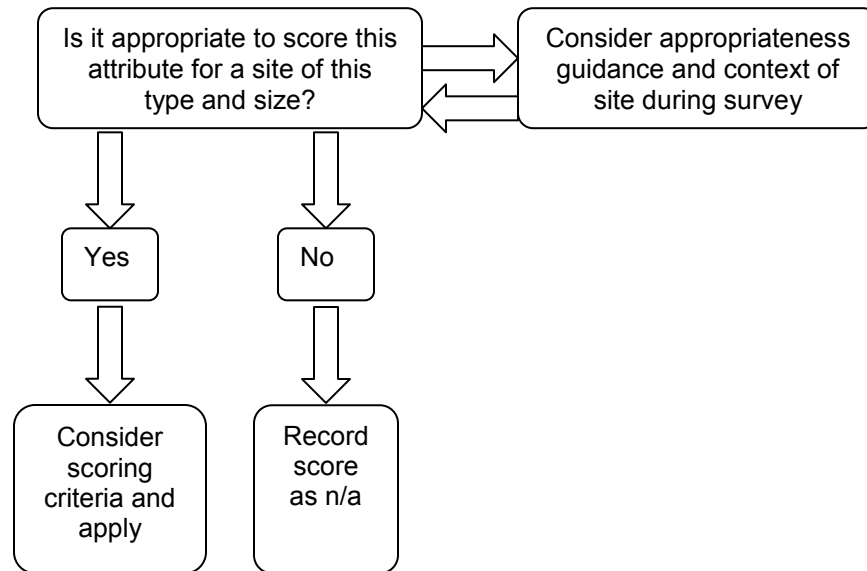 Is it appropriate to score this
attribute for a site of this
type and size?
Consider appropriateness
guidance and context of
site during survey
Yes
No
Consider
scoring
criteria and
apply
Record
score
as n/a